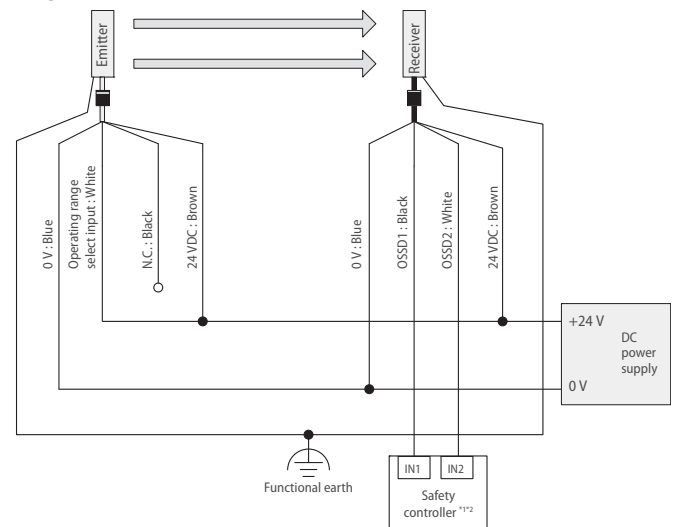 Emitter
Receiver
0 V : Blue
Operating range
select input : White
N.C. : Black
24 VDC : Brown
0 V : Blue
OSSD1 : Black
OSSD2 : White
24 VDC : Brown
+24 V
DC
power
supply
0 V
Functional earth
IN1
IN2
Safety
controller *1*2